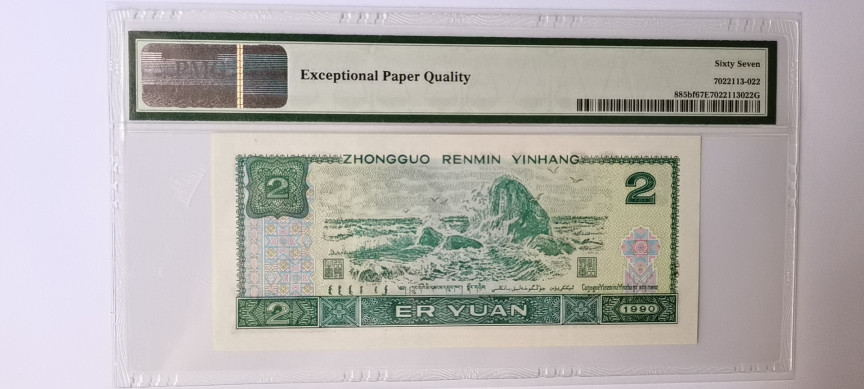 PMG
Exceptional Paper Quality
Sixty Seven
7022113-022
885bf67E7022113022G
ZHONGGUO RENMIN YINHANG
2
2
2
ER YUAN
1990